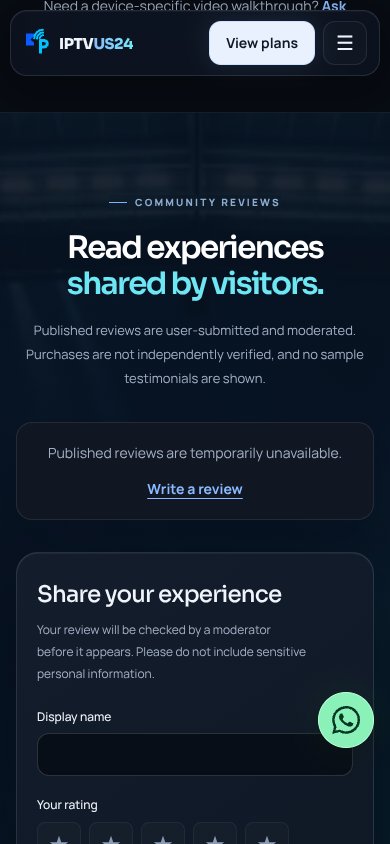 Need a device-specific video walkthrough? Ask
IPTVUS24
View plans
COMMUNITY REVIEWS
Read experiences
shared by visitors.
Published reviews are user-submitted and moderated.
Purchases are not independently verified, and no sample
testimonials are shown.
Published reviews are temporarily unavailable.
Write a review
Share your experience
Your review will be checked by a moderator
before it appears. Please do not include sensitive
personal information.
Display name
Your rating